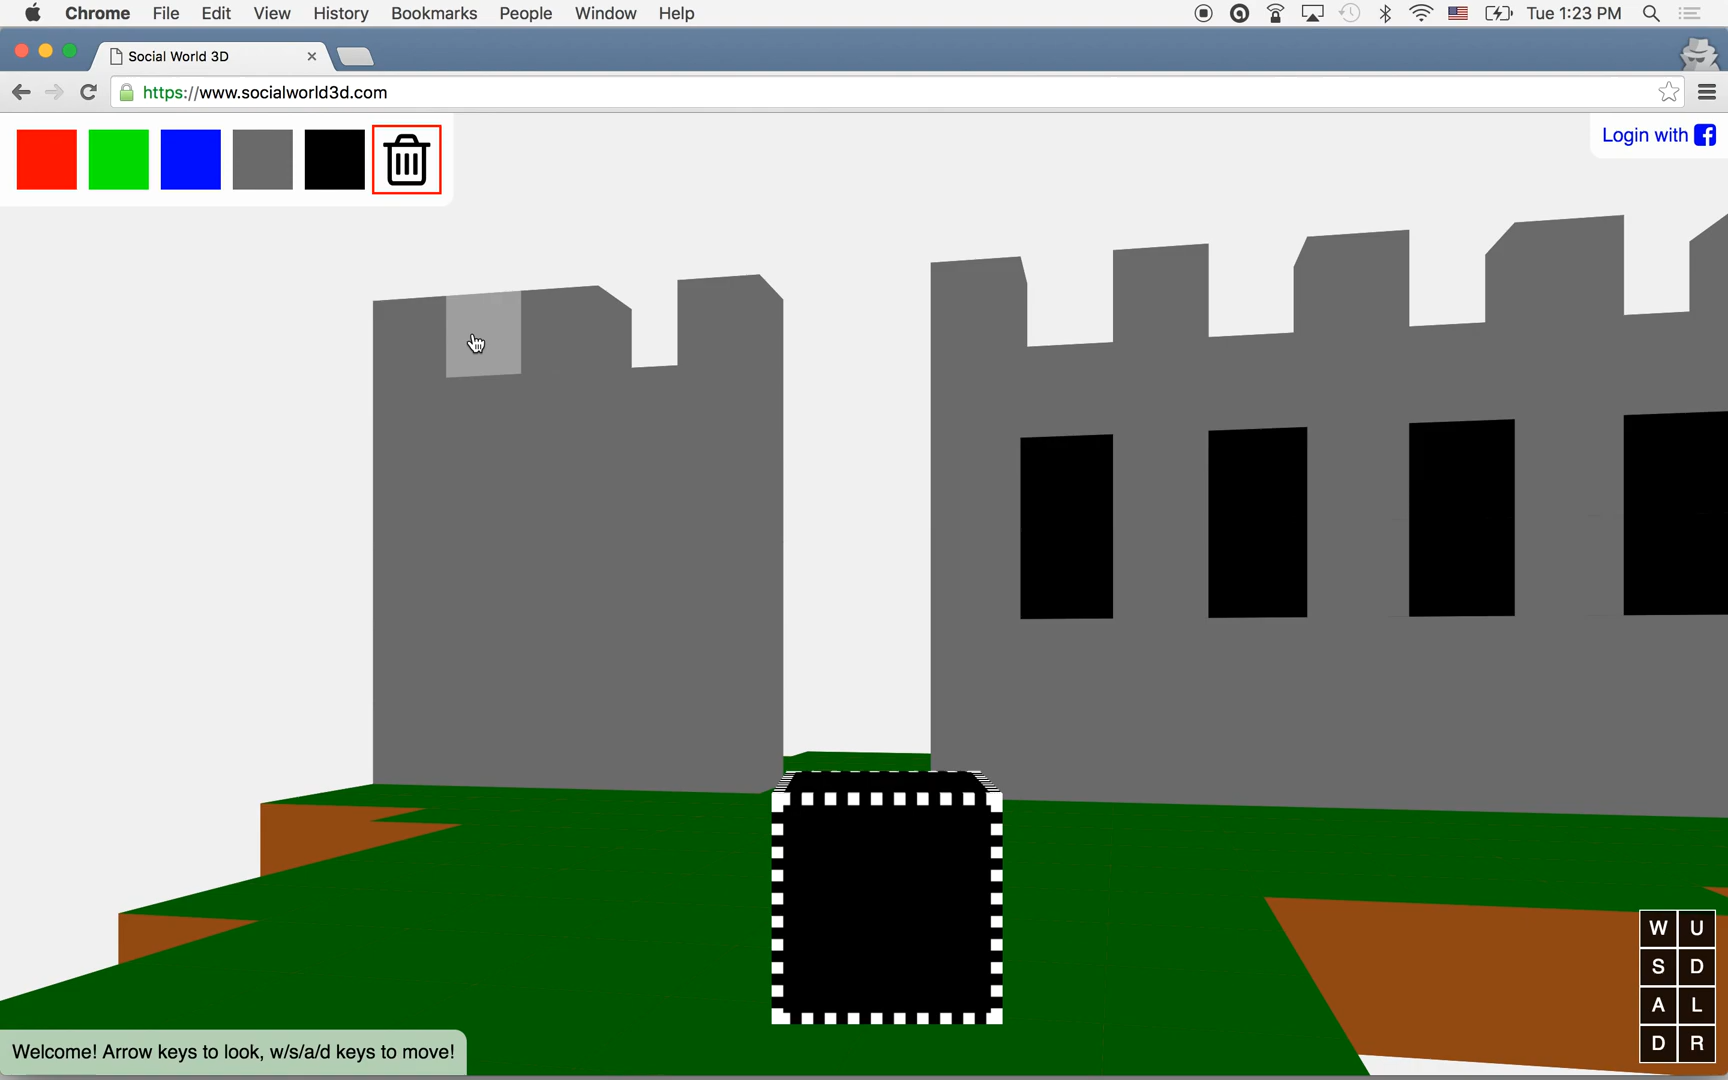 Chrome File Edit View History Bookmarks People Window Help Tue 1:23 PM
Social World 3D
https://www.socialworld3d.com
Login with
W U
S D
A L
D R
Welcome! Arrow keys to look, w/s/a/d keys to move!